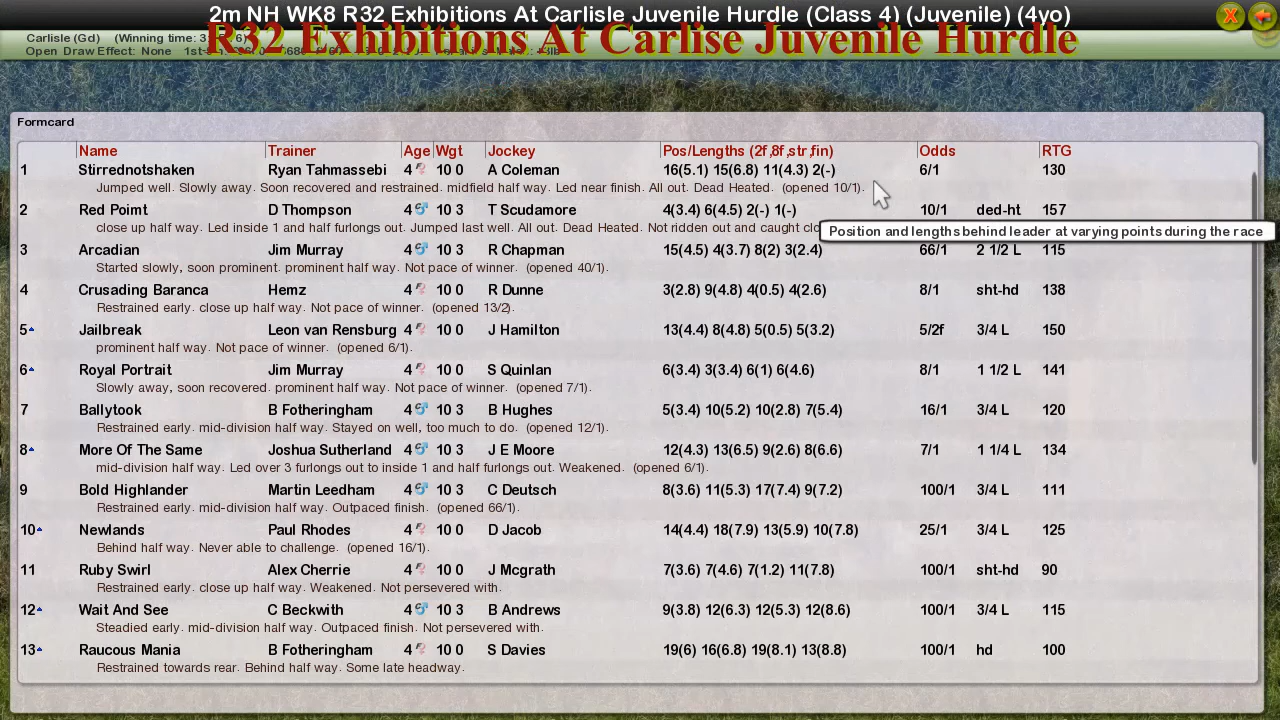 2m NH WK8 R32 Exhibitions At Carlisle Juvenile Hurdle (Class 4) (Juvenile) (4yo)
R32 Exhibitions At Carlise Juvenile Hurdle
Carlisle (Gd) (Winning time: 3:
Open Draw Effect: None 1st-
Formcard
Name Trainer Age Wgt Jockey Pos/Lengths (2f,8f,str,fin) Odds RTG
1 Stirrednotshaken Ryan Tahmassebi 4 10 0 A Coleman 16(5.1) 15(6.8) 11(4.3) 2(-) 6/1 130
Jumped well. Slowly away. Soon recovered and restrained. midfield half way. Led near finish. All out. Dead Heated. (opened 10/1).
2 Red Poimt D Thompson 4 10 3 T Scudamore 4(3.4) 6(4.5) 2(-) 1(-) 10/1 ded-ht 157
close up half way. Led inside 1 and half furlongs out. Jumped last well. All out. Dead Heated. Not ridden out and caught clo
Position and lengths behind leader at varying points during the race
3 Arcadian Jim Murray 4 10 3 R Chapman 15(4.5) 4(3.7) 8(2) 3(2.4) 66/1 2 1/2 L 115
Started slowly, soon prominent. prominent half way. Not pace of winner. (opened 40/1).
4 Crusading Baranca Hemz 4 10 0 R Dunne 3(2.8) 9(4.8) 4(0.5) 4(2.6) 8/1 sht-hd 138
Restrained early. close up half way. Not pace of winner. (opened 13/2).
5 Jailbreak Leon van Rensburg 4 10 0 J Hamilton 13(4.4) 8(4.8) 5(0.5) 5(3.2) 5/2f 3/4 L 150
prominent half way. Not pace of winner. (opened 6/1).
6 Royal Portrait Jim Murray 4 10 0 S Quinlan 6(3.4) 3(3.4) 6(1) 6(4.6) 8/1 1 1/2 L 141
Slowly away, soon recovered. prominent half way. Not pace of winner. (opened 7/1).
7 Ballytook B Fotheringham 4 10 3 B Hughes 5(3.4) 10(5.2) 10(2.8) 7(5.4) 16/1 3/4 L 120
Restrained early. mid-division half way. Stayed on well, too much to do. (opened 12/1).
8 More Of The Same Joshua Sutherland 4 10 3 J E Moore 12(4.3) 13(6.5) 9(2.6) 8(6.6) 7/1 1 1/4 L 134
mid-division half way. Led over 3 furlongs out to inside 1 and half furlongs out. Weakened. (opened 6/1).
9 Bold Highlander Martin Leedham 4 10 3 C Deutsch 8(3.6) 11(5.3) 17(7.4) 9(7.2) 100/1 3/4 L 111
Restrained early. mid-division half way. Outpaced finish. (opened 66/1).
10 Newlands Paul Rhodes 4 10 0 D Jacob 14(4.4) 18(7.9) 13(5.9) 10(7.8) 25/1 3/4 L 125
Behind half way. Never able to challenge. (opened 16/1).
11 Ruby Swirl Alex Cherrie 4 10 0 J Mcgrath 7(3.6) 7(4.6) 7(1.2) 11(7.8) 100/1 sht-hd 90
Restrained early. close up half way. Weakened. Not persevered with.
12 Wait And See C Beckwith 4 10 3 B Andrews 9(3.8) 12(6.3) 12(5.3) 12(8.6) 100/1 3/4 L 115
Steadied early. mid-division half way. Outpaced finish. Not persevered with.
13 Raucous Mania B Fotheringham 4 10 0 S Davies 19(6) 16(6.8) 19(8.1) 13(8.8) 100/1 hd 100
Restrained towards rear. Behind half way. Some late headway.